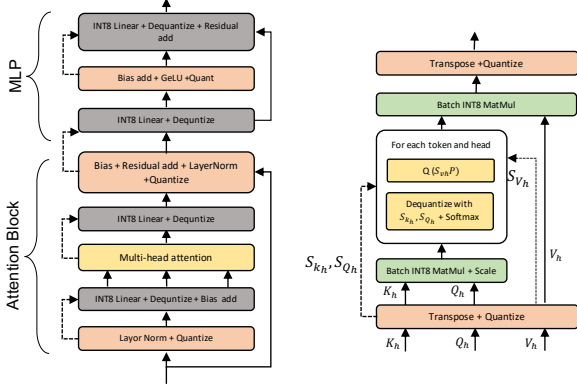 INT8 Linear + Dequantize + Residual
add
Bias add + GeLU +Quant
INT8 Linear + Dequntize
MLP
Bias + Residual add + LayerNorm
+Quantize
INT8 Linear + Dequntize
Multi-head attention
INT8 Linear + Dequntize + Bias add
Layor Norm + Quantize
Attention Block
Transpose +Quantize
Batch INT8 MatMul
For each token and head
Q (S_{Vh}P)
Dequantize with
S_{k_h}, S_{Q_h} + Softmax
S_{V_h}
S_{k_h}, S_{Q_h}
V_h
Batch INT8 MatMul + Scale
K_h Q_h
Transpose + Quantize
K_h Q_h V_h